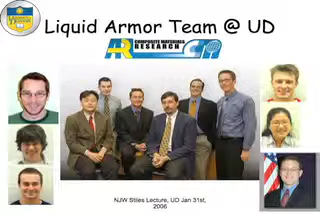 Liquid Armor Team @ UD
COMPOSITE MATERIALS
RESEARCH
NJW Stiles Lecture, UD Jan 31st,
2006